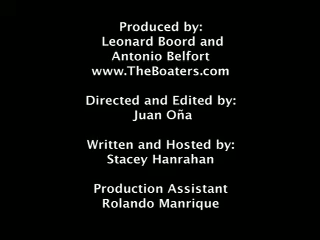 Produced by:
Leonard Boord and
Antonio Belfort
www.TheBoaters.com
Directed and Edited by:
Juan Oña
Written and Hosted by:
Stacey Hanrahan
Production Assistant
Rolando Manrique